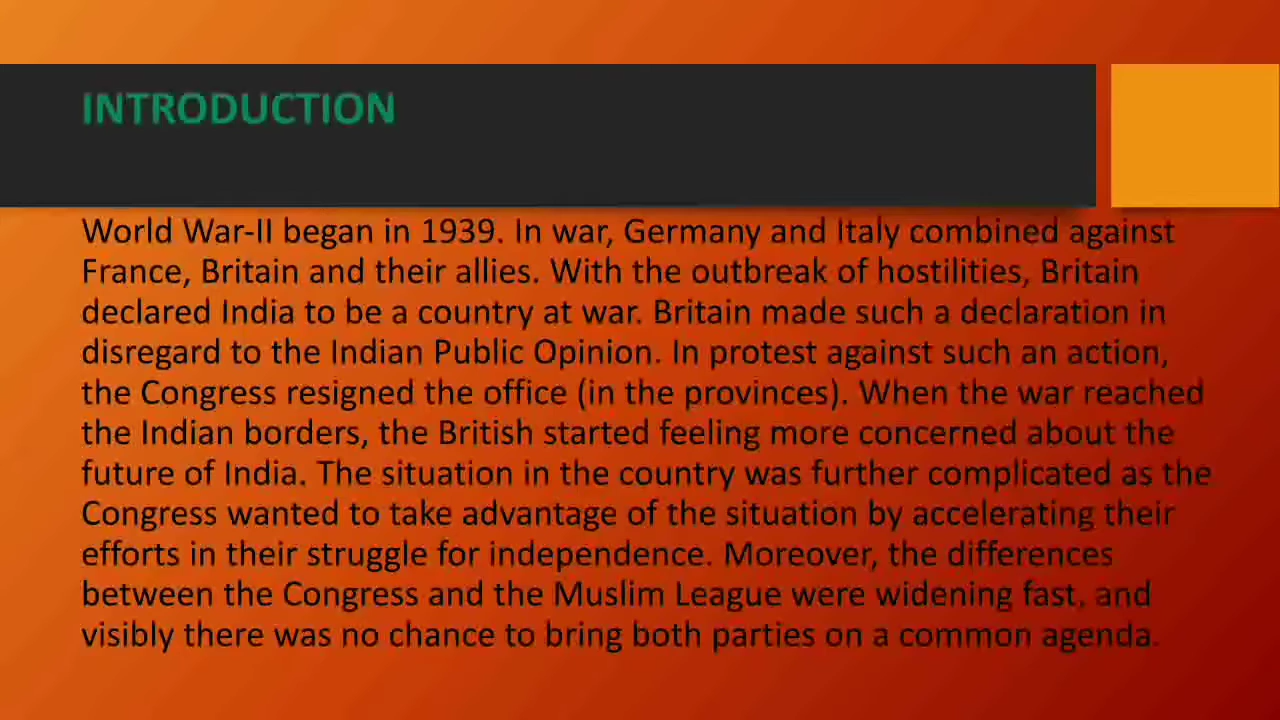 INTRODUCTION
World War-II began in 1939. In war, Germany and Italy combined against
France, Britain and their allies. With the outbreak of hostilities, Britain
declared India to be a country at war. Britain made such a declaration in
disregard to the Indian Public Opinion. In protest against such an action,
the Congress resigned the office (in the provinces). When the war reached
the Indian borders, the British started feeling more concerned about the
future of India. The situation in the country was further complicated as the
Congress wanted to take advantage of the situation by accelerating their
efforts in their struggle for independence. Moreover, the differences
between the Congress and the Muslim League were widening fast, and
visibly there was no chance to bring both parties on a common agenda.